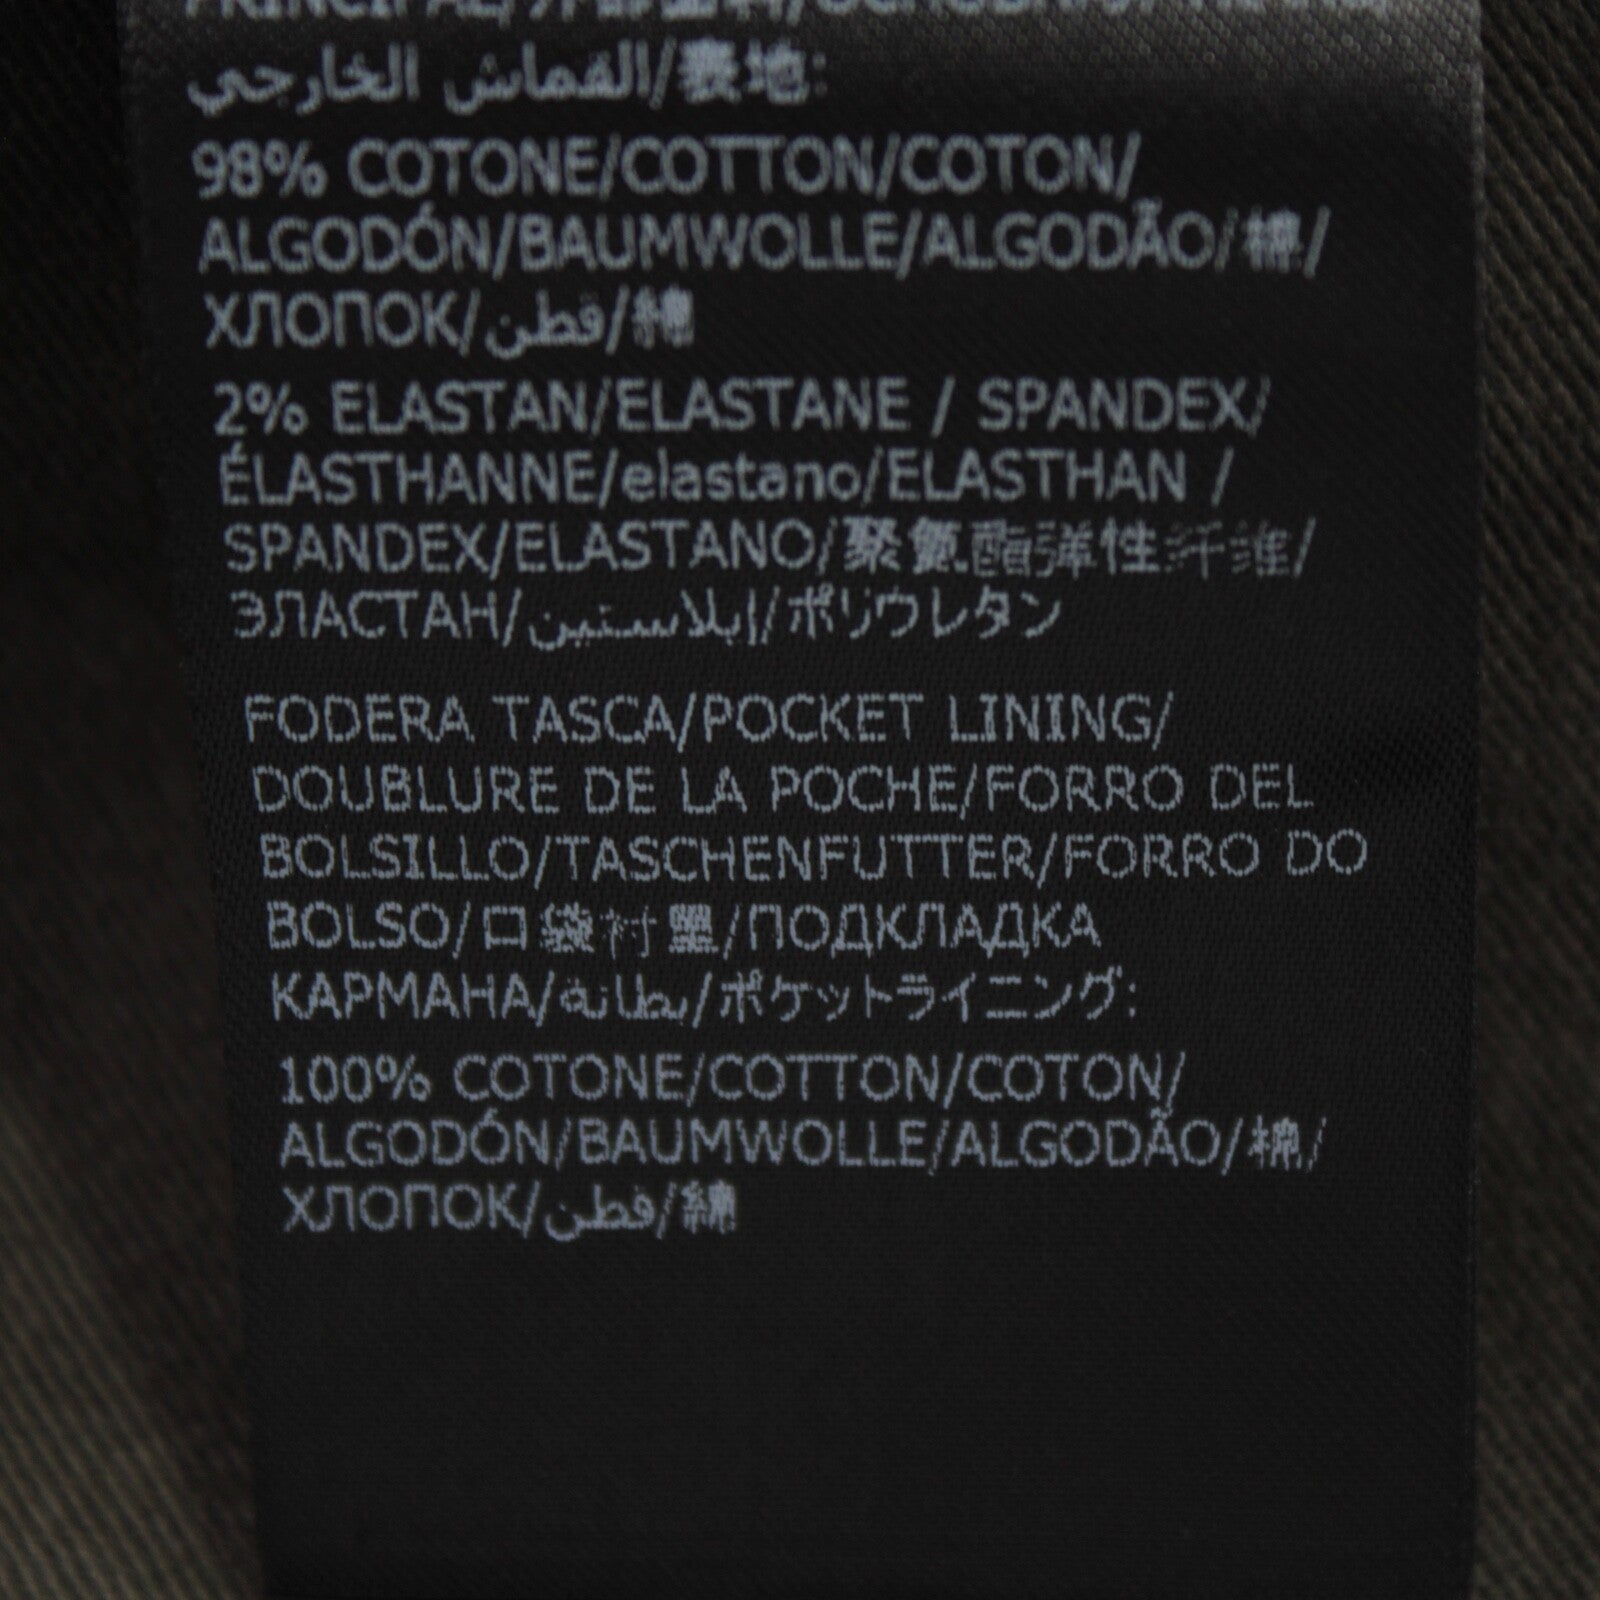 القماش الخارجي/表地:
98% COTONE/COTTON/COTON/
ALGODÓN/BAUMWOLLE/ALGODÃO/棉/
ХЛОПОК/قطن/綿
2% ELASTAN/ELASTANE / SPANDEX/
ÉLASTHANNE/elastano/ELASTHAN /
SPANDEX/ELASTANO/聚氨酯弹性纤维/
ЭЛАСТАН/إيلاستين/ポリウレタン
FODERA TASCA/POCKET LINING/
DOUBLURE DE LA POCHE/FORRO DEL
BOLSILLO/TASCHENFUTTER/FORRO DO
BOLSO/口袋衬里/ПОДКЛАДКА
КАРМАНА/بطانة/ポケットライニング:
100% COTONE/COTTON/COTON/
ALGODÓN/BAUMWOLLE/ALGODÃO/棉/
ХЛОПОК/قطن/綿